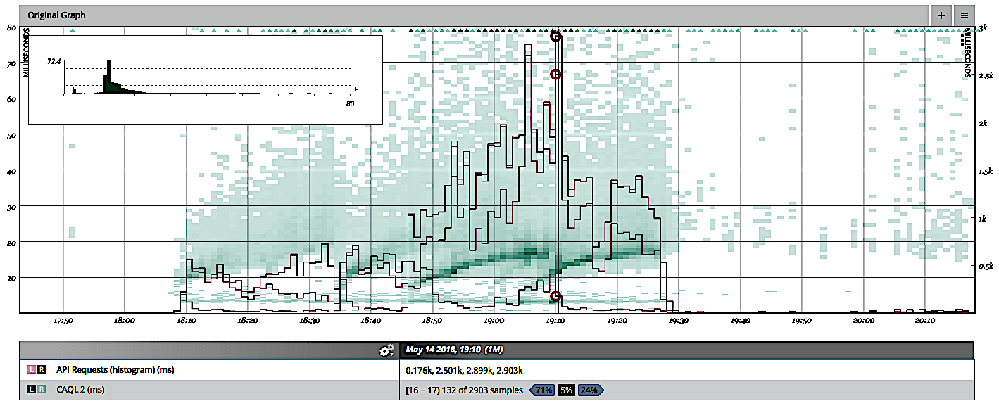 Original Graph
+ ≡
80
3k
MILLISECONDS
MILLISECONDS
72.4
70
2.5k
80
60
50
2k
40
1.5k
30
1k
20
0.5k
10
17:50 18:00 18:10 18:20 18:30 18:40 18:50 19:00 19:10 19:20 19:30 19:40 19:50 20:00 20:10
May 14 2018, 19:10 (1M)
L R API Requests (histogram) (ms) 0.176k, 2.501k, 2.899k, 2.903k
L R CAQL 2 (ms) [16 – 17) 132 of 2903 samples 71% 5% 24%